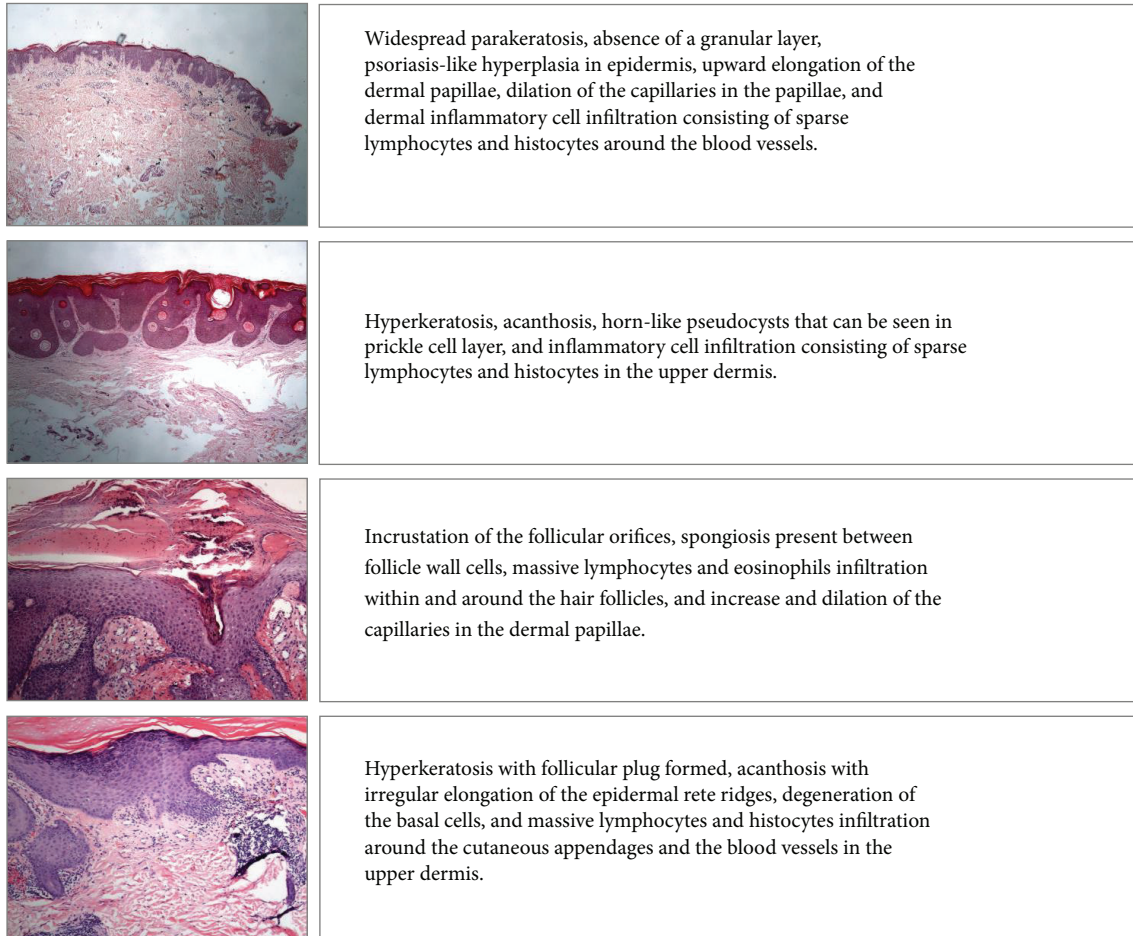 Widespread parakeratosis, absence of a granular layer,
psoriasis-like hyperplasia in epidermis, upward elongation of the
dermal papillae, dilation of the capillaries in the papillae, and
dermal inflammatory cell infiltration consisting of sparse
lymphocytes and histocytes around the blood vessels.
Hyperkeratosis, acanthosis, horn-like pseudocysts that can be seen in
prickle cell layer, and inflammatory cell infiltration consisting of sparse
lymphocytes and histocytes in the upper dermis.
Incrustation of the follicular orifices, spongiosis present between
follicle wall cells, massive lymphocytes and eosinophils infiltration
within and around the hair follicles, and increase and dilation of the
capillaries in the dermal papillae.
Hyperkeratosis with follicular plug formed, acanthosis with
irregular elongation of the epidermal rete ridges, degeneration of
the basal cells, and massive lymphocytes and histocytes infiltration
around the cutaneous appendages and the blood vessels in the
upper dermis.